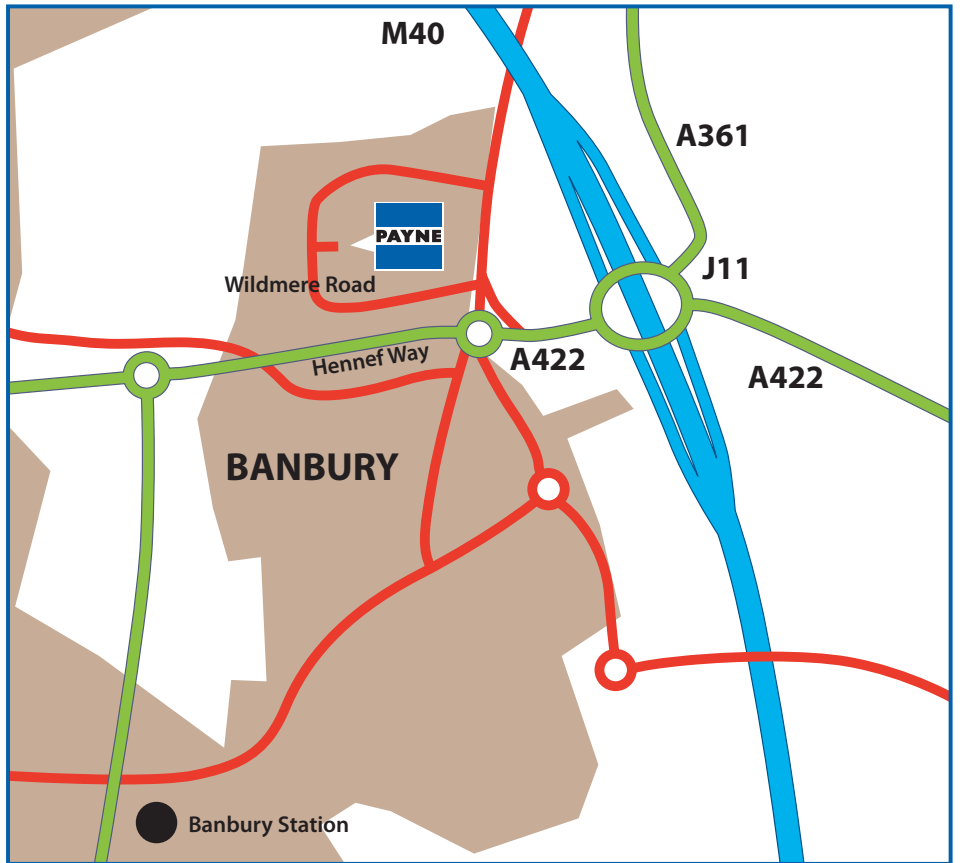 M40
A361
PAYNE
J11
Wildmere Road
Hennef Way
A422
A422
BANBURY
Banbury Station